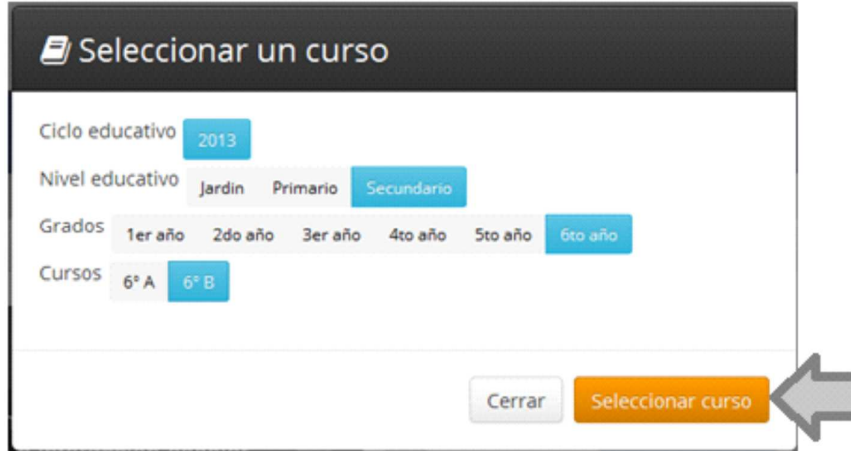 Seleccionar un curso
Ciclo educativo 2013
Nivel educativo Jardin Primario Secundario
Grados 1er año 2do año 3er año 4to año 5to año 6to año
Cursos 6° A 6° B
Cerrar Seleccionar curso